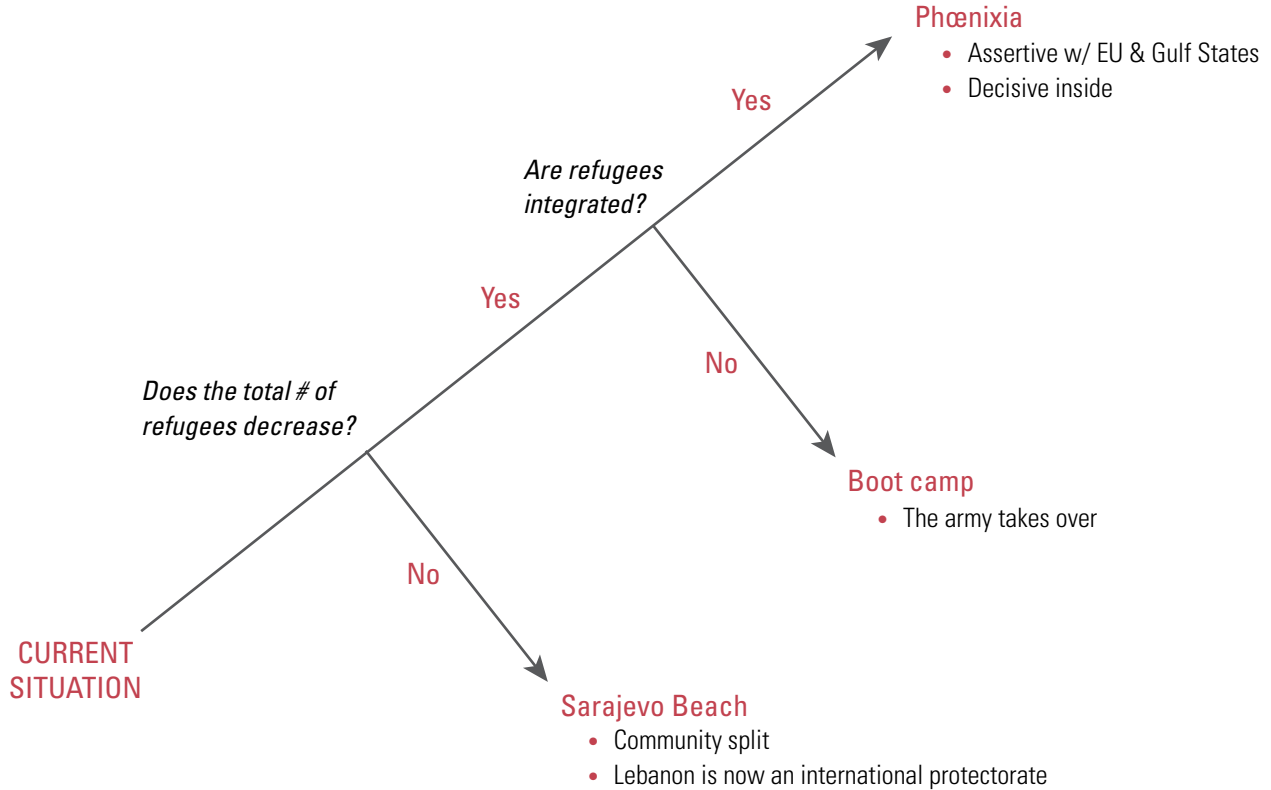 Phœnixia
• Assertive w/ EU & Gulf States
• Decisive inside
Yes
Are refugees
integrated?
Yes
No
Does the total # of
refugees decrease?
Boot camp
• The army takes over
No
CURRENT
SITUATION
Sarajevo Beach
• Community split
• Lebanon is now an international protectorate